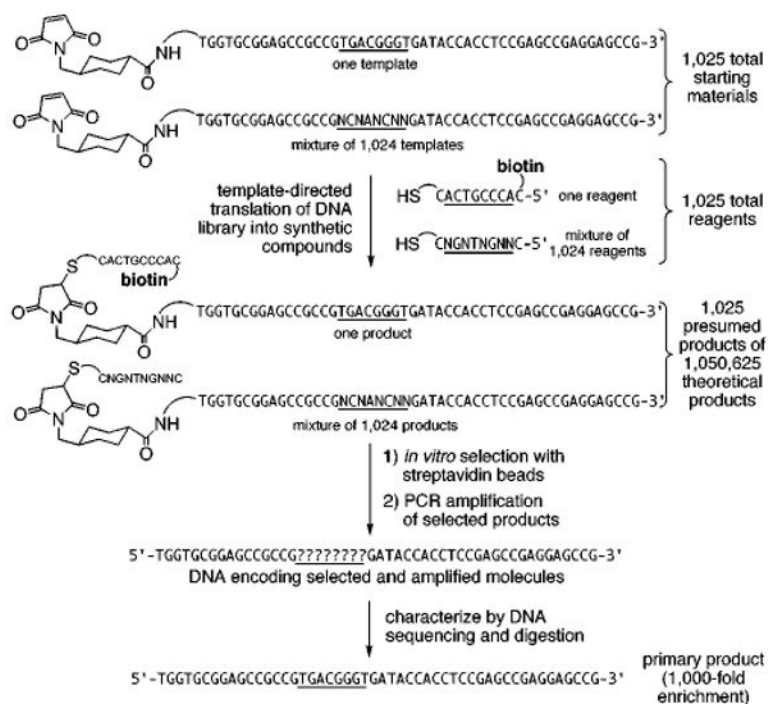 O
N
O
NH
O
TGGTGCGGAGCCGCCGTGACGGGTGATACCACCTCCGAGCCGAGGAGCCG-3'
one template
O
N
O
NH
O
TGGTGCGGAGCCGCCGNCNANCNNGATACCACCTCCGAGCCGAGGAGCCG-3'
mixture of 1,024 templates
1,025 total
starting
materials
template-directed
translation of DNA
library into synthetic
compounds
biotin
HS
CACTGCCCAC-5'
one reagent
HS
CNGNTNGNNC-5'
mixture of
1,024 reagents
1,025 total
reagents
S
CACTGCCCAC
biotin
O
N
O
NH
O
TGGTGCGGAGCCGCCGTGACGGGTGATACCACCTCCGAGCCGAGGAGCCG-3'
one product
S
CNGNTNGNNC
O
N
O
NH
O
TGGTGCGGAGCCGCCGNCNANCNNGATACCACCTCCGAGCCGAGGAGCCG-3'
mixture of 1,024 products
1,025
presumed
products of
1,050,625
theoretical
products
1) in vitro selection with
streptavidin beads
2) PCR amplification
of selected products
5'-TGGTGCGGAGCCGCCG????????GATACCACCTCCGAGCCGAGGAGCCG-3'
DNA encoding selected and amplified molecules
characterize by DNA
sequencing and digestion
5'-TGGTGCGGAGCCGCCGTGACGGGTGATACCACCTCCGAGCCGAGGAGCCG-3'
primary product
(1,000-fold
enrichment)